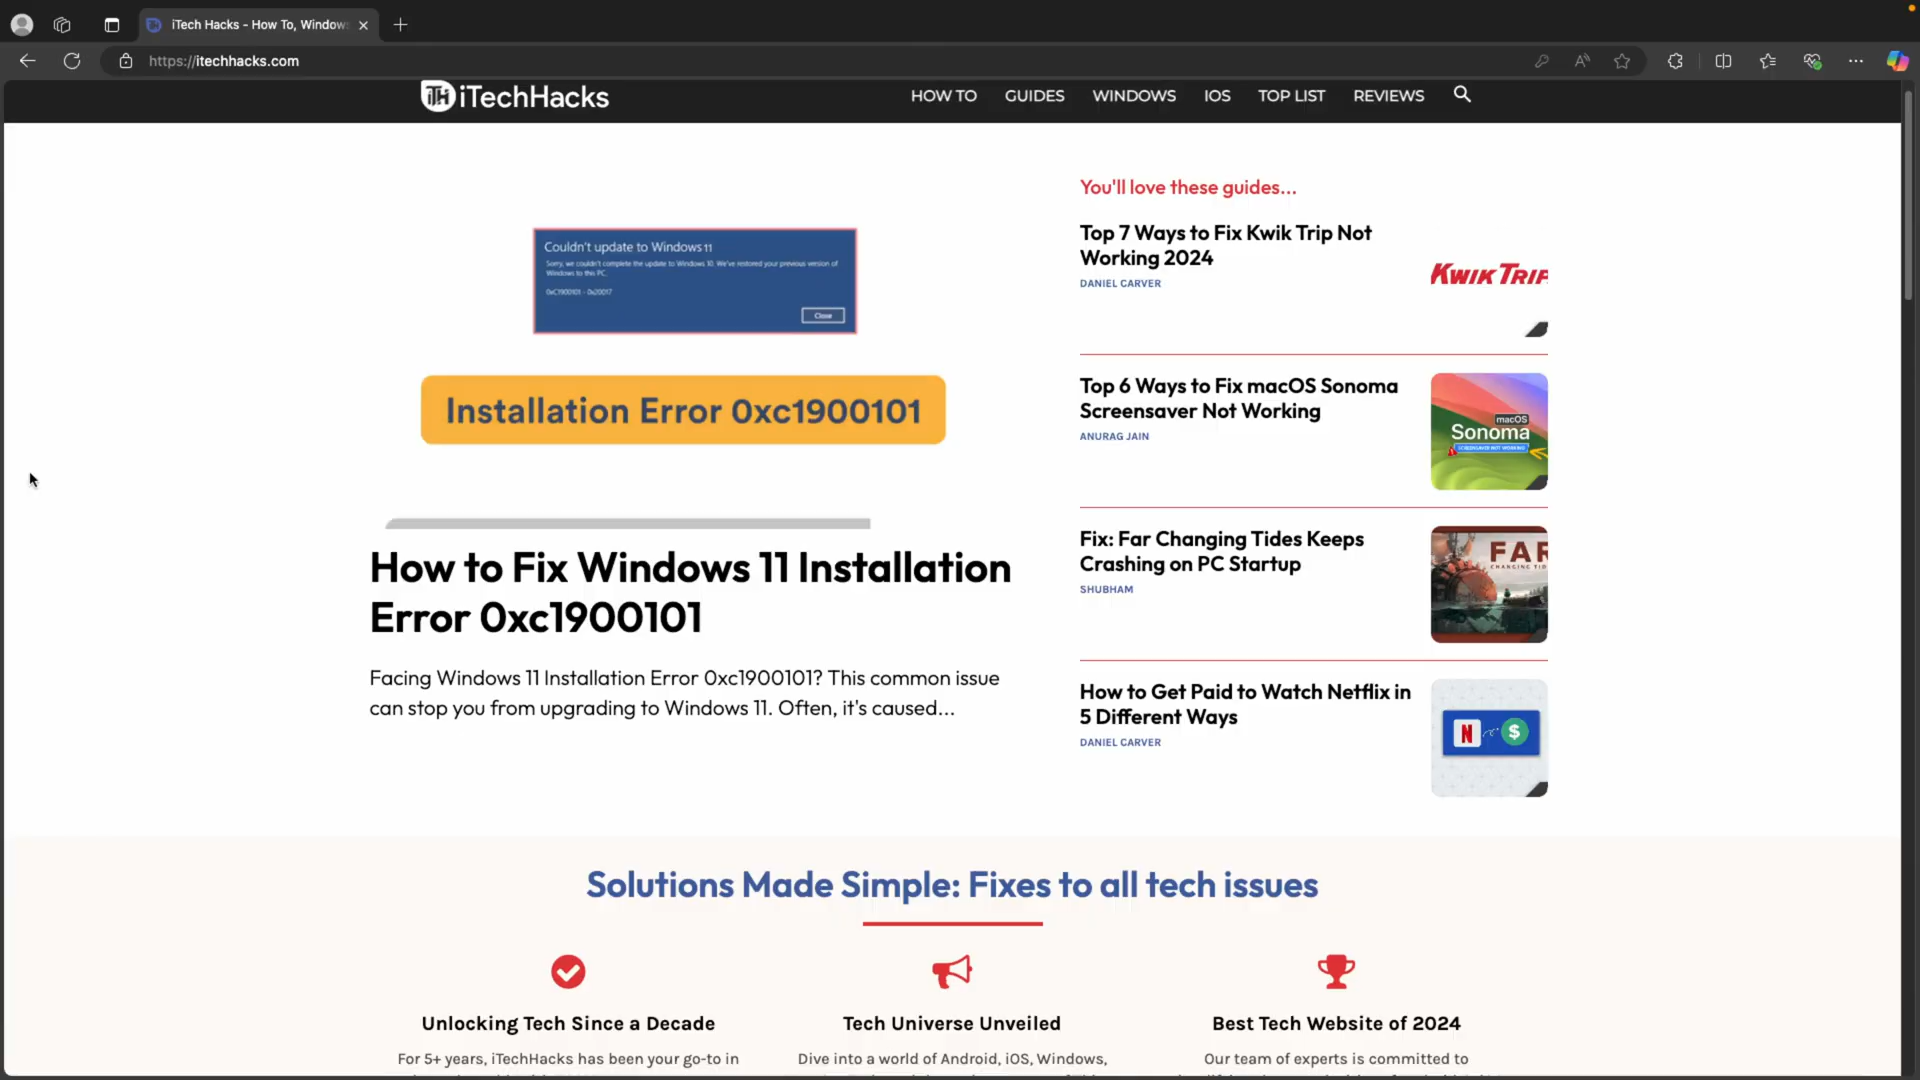 iTech Hacks - How To, Window
https://itechhacks.com
iTH iTechHacks
HOW TO GUIDES WINDOWS IOS TOP LIST REVIEWS
Couldn't update to Windows 11
Sorry, we couldn't complete the update to Windows 10. We've restored your previous version of
Windows to this PC.
0xC1900101 - 0x20017
Close
Installation Error 0xc1900101
How to Fix Windows 11 Installation
Error 0xc1900101
Facing Windows 11 Installation Error 0xc1900101? This common issue
can stop you from upgrading to Windows 11. Often, it's caused...
You'll love these guides...
Top 7 Ways to Fix Kwik Trip Not
Working 2024
DANIEL CARVER
KWIK TRIP
Top 6 Ways to Fix macOS Sonoma
Screensaver Not Working
ANURAG JAIN
macOS
Sonoma
SCREENSAVER NOT WORKING
Fix: Far Changing Tides Keeps
Crashing on PC Startup
SHUBHAM
FAR
CHANGING TID
How to Get Paid to Watch Netflix in
5 Different Ways
DANIEL CARVER
N $
Solutions Made Simple: Fixes to all tech issues
Unlocking Tech Since a Decade
For 5+ years, iTechHacks has been your go-to in
Tech Universe Unveiled
Dive into a world of Android, iOS, Windows,
Best Tech Website of 2024
Our team of experts is committed to